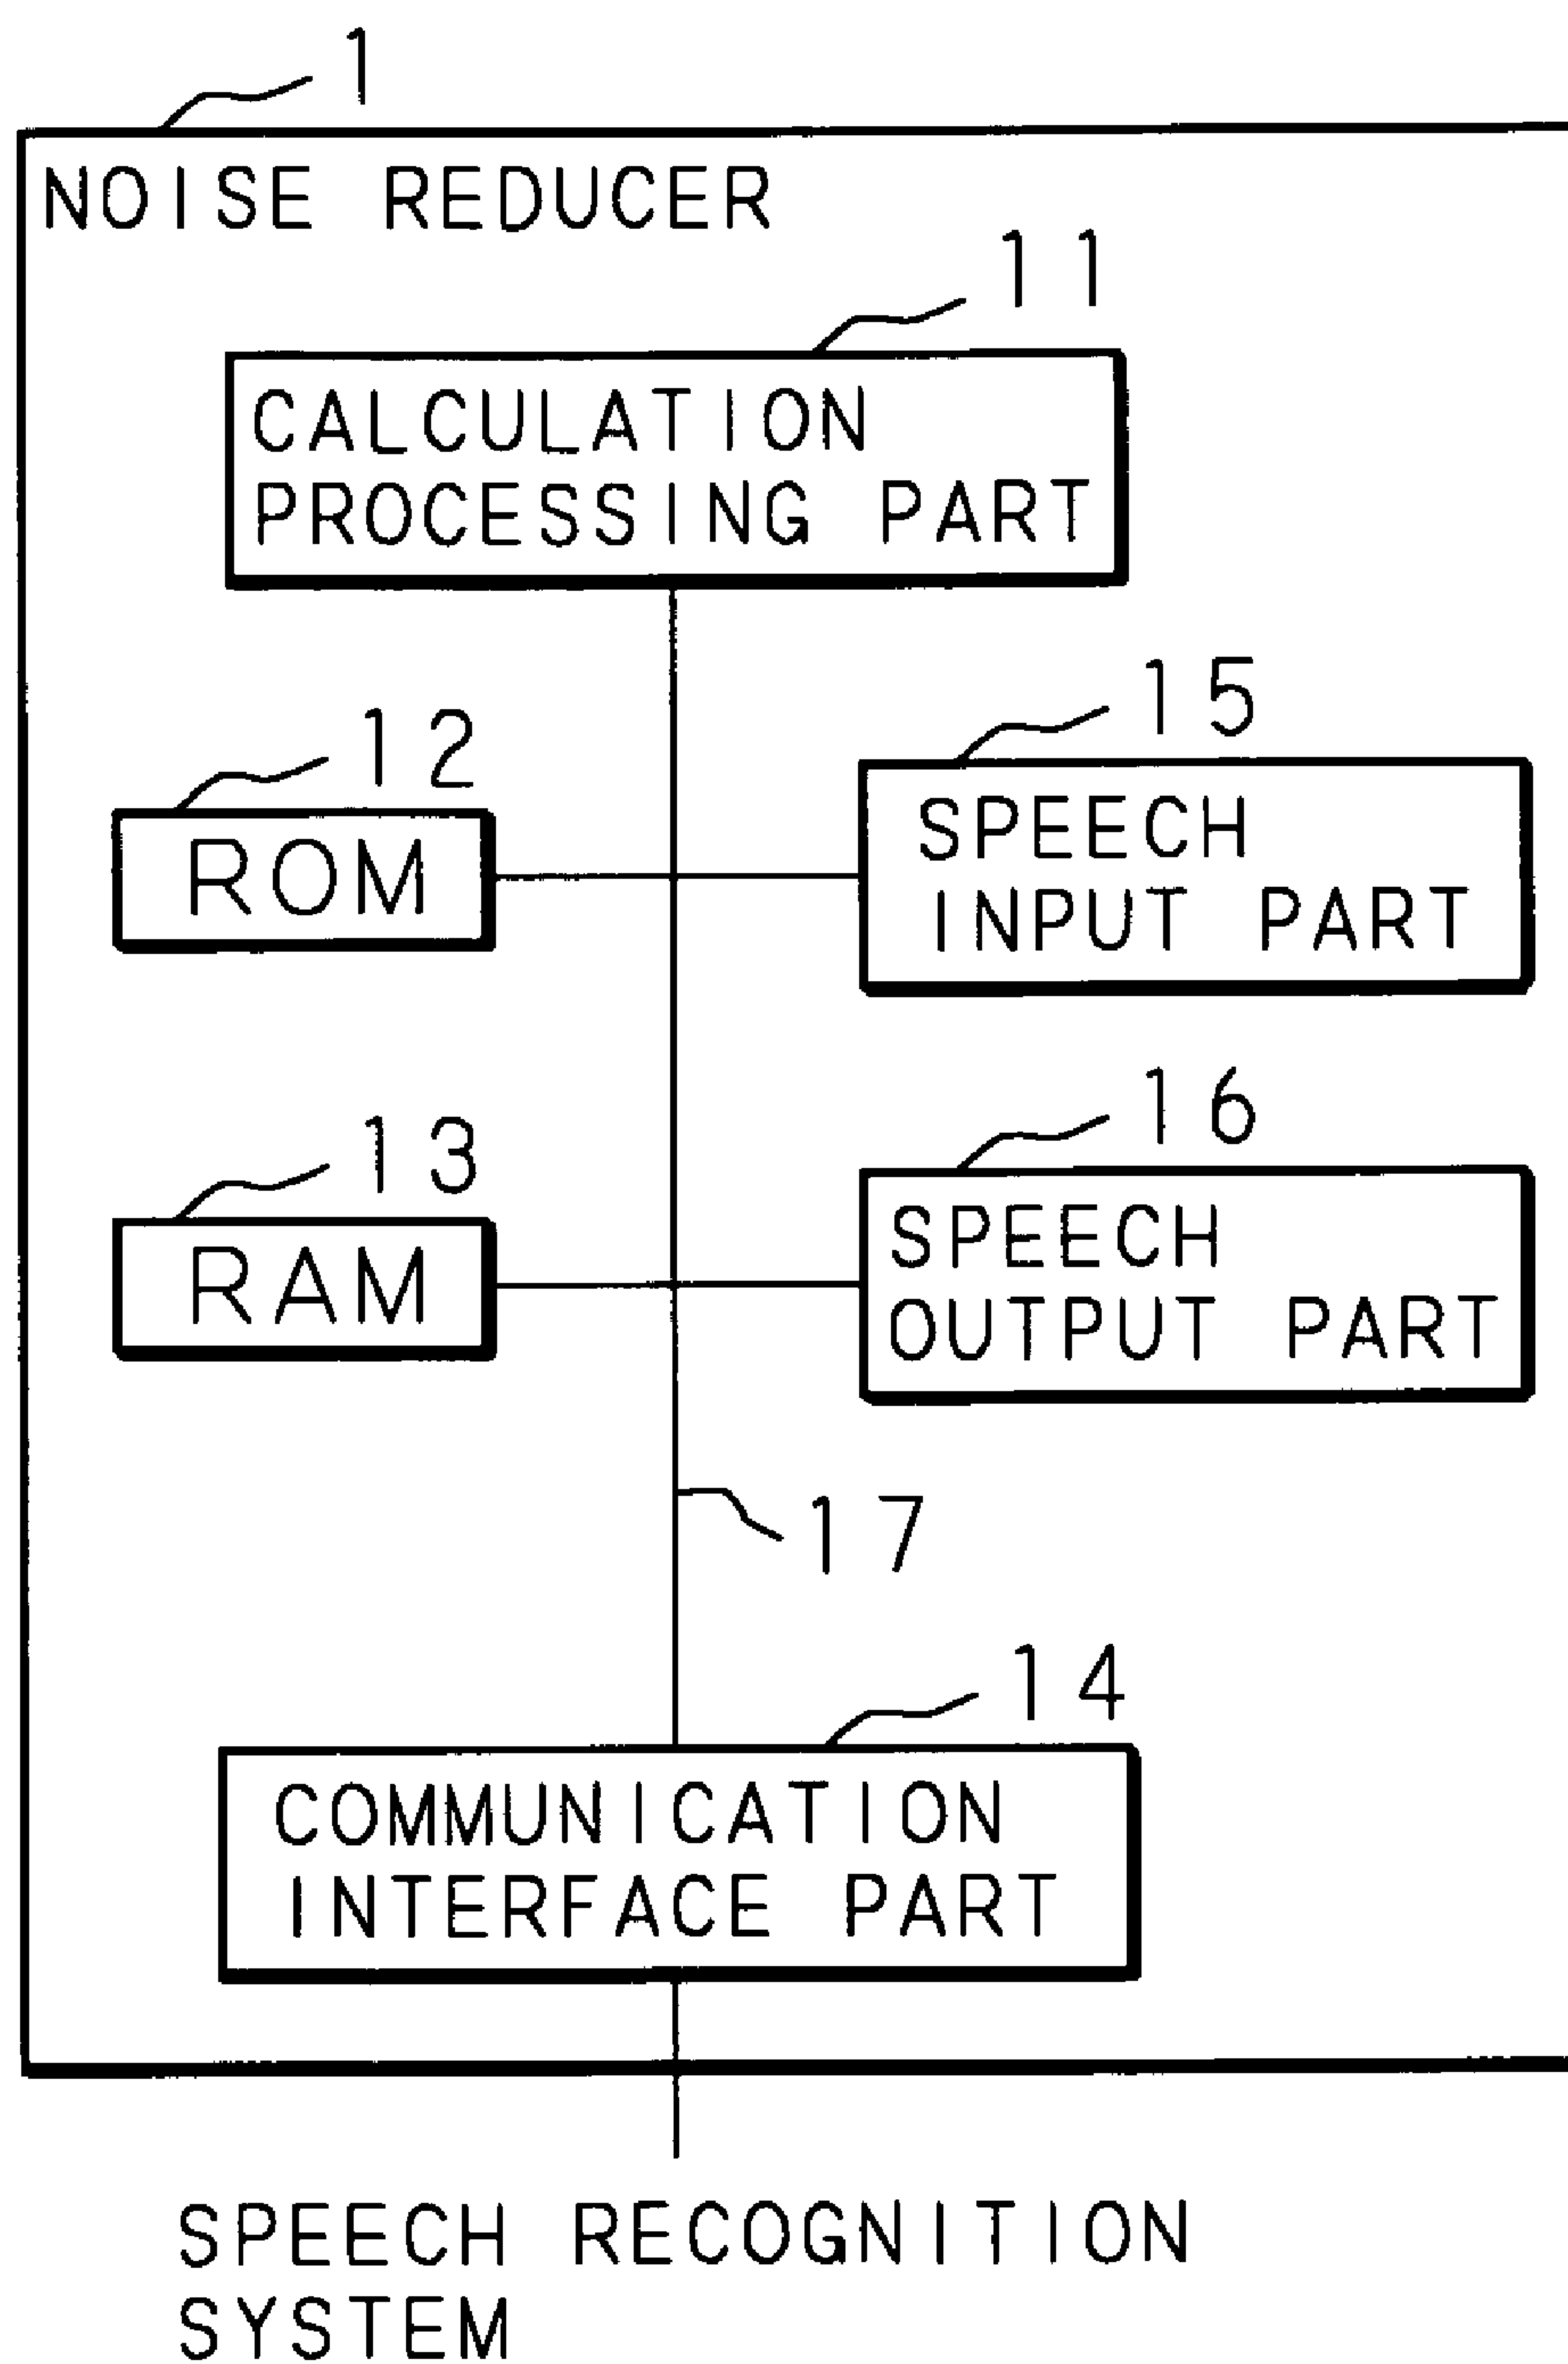 1
NOISE REDUCER
11
CALCULATION
PROCESSING PART
12
ROM
15
SPEECH
INPUT PART
13
RAM
16
SPEECH
OUTPUT PART
17
14
COMMUNICATION
INTERFACE PART
SPEECH RECOGNITION
SYSTEM